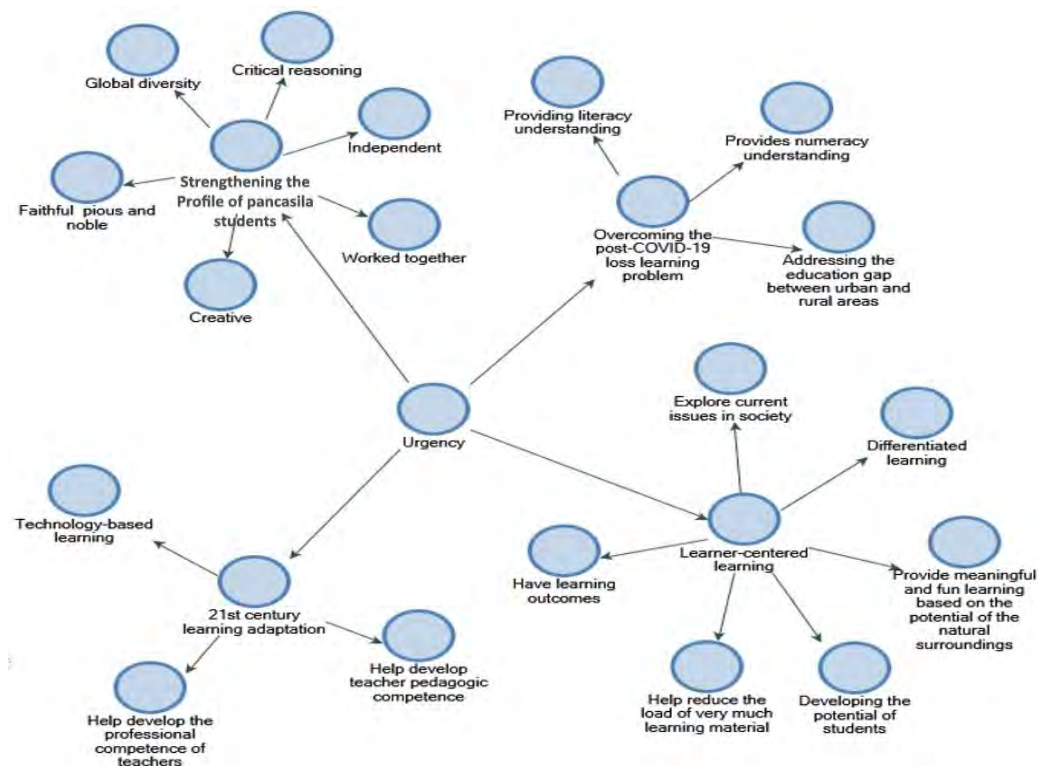 Global diversity
Critical reasoning
Independent
Strengthening the
Profile of pancasila
students
Faithful pious and
noble
Worked together
Creative
Providing literacy
understanding
Provides numeracy
understanding
Overcoming the
post-COVID-19
loss learning
problem
Addressing the
education gap
between urban and
rural areas
Urgency
Explore current
issues in society
Differentiated
learning
Learner-centered
learning
Have learning
outcomes
Provide meaningful
and fun learning
based on the
potential of the
natural
surroundings
Help reduce the
load of very much
learning material
Developing the
potential of
students
Technology-based
learning
21st century
learning adaptation
Help develop
teacher pedagogic
competence
Help develop the
professional
competence of
teachers